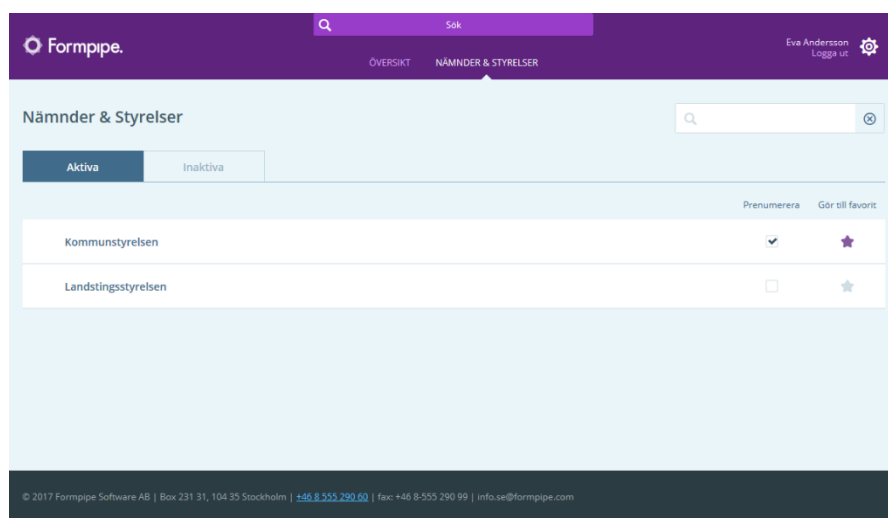 Sök
Formpipe.
Eva Andersson
Logga ut
ÖVERSIKT NÄMNDER & STYRELSER
Nämnder & Styrelser
Aktiva Inaktiva
Prenumerera Gör till favorit
Kommunstyrelsen
Landstingsstyrelsen
© 2017 Formpipe Software AB | Box 231 31, 104 35 Stockholm | +46 8 555 290 60 | fax: +46 8-555 290 99 | info.se@formpipe.com